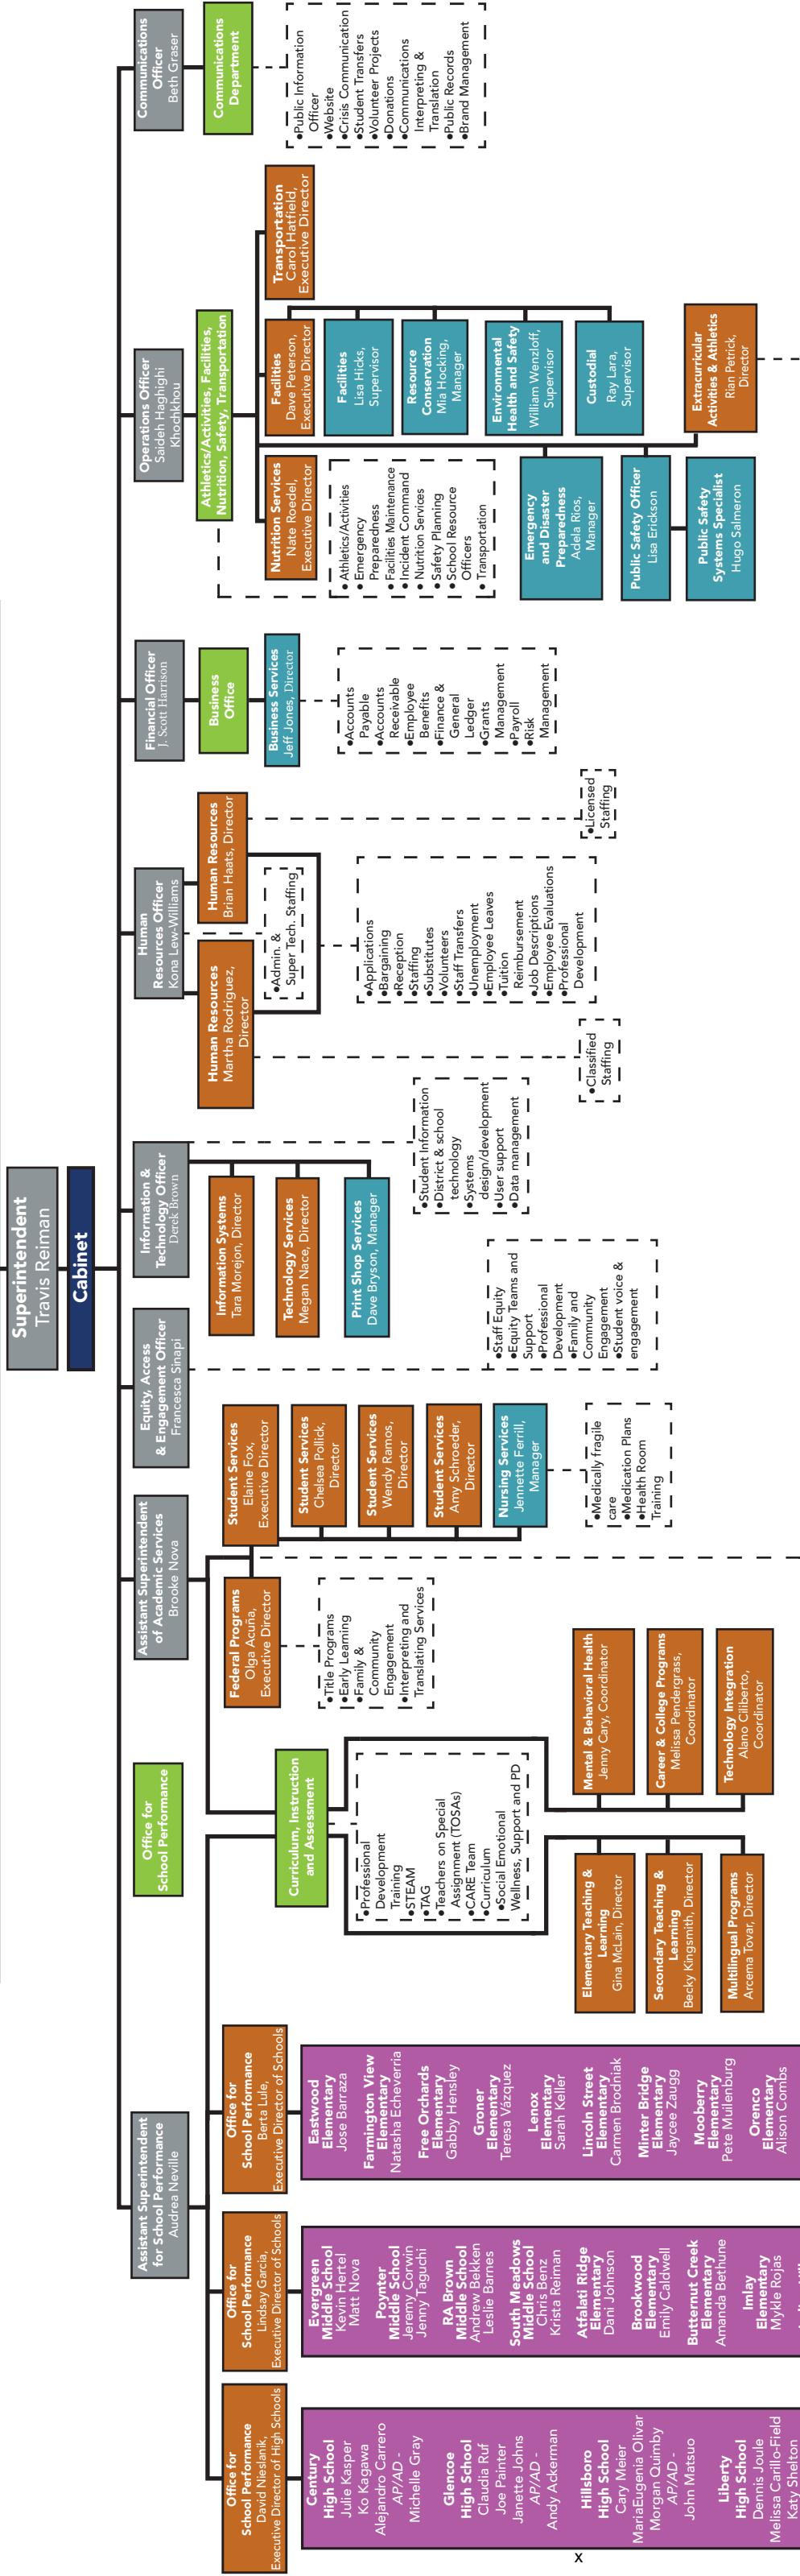 Superintendent
Travis Reiman
Cabinet
Assistant Superintendent
for School Performance
Audrea Neville
Office for
School Performance
David Nieslanik,
Executive Director of High Schools
Century
High School
Julie Kasper
Ko Kagawa
Alejandro Carrero
AP/AD -
Michelle Gray
Glencoe
High School
Claudia Ruf
Joe Painter
Janette Johns
AP/AD -
Andy Ackerman
Hillsboro
High School
Cary Meier
MariaEugenia Olivar
Morgan Quimby
AP/AD -
John Matsuo
Liberty
High School
Dennis Joule
Melissa Carillo-Field
Katy Shelton
x
Office for
School Performance
Lindsay Garcia,
Executive Director of Schools
Evergreen
Middle School
Kevin Hertel
Matt Nova
Poynter
Middle School
Jeremy Corwin
Jenny Taguchi
RA Brown
Middle School
Andrew Bekken
Leslie Barnes
South Meadows
Middle School
Chris Benz
Krista Reiman
Atfalati Ridge
Elementary
Dani Johnson
Brookwood
Elementary
Emily Caldwell
Butternut Creek
Elementary
Amanda Bethune
Imlay
Elementary
Mykle Rojas
Office for
School Performance
Berta Lule,
Executive Director of Schools
Eastwood
Elementary
Jose Barraza
Farmington View
Elementary
Natasha Echeverria
Free Orchards
Elementary
Gabby Hensley
Groner
Elementary
Teresa Vázquez
Lenox
Elementary
Sarah Keller
Lincoln Street
Elementary
Carmen Brodniak
Minter Bridge
Elementary
Jaycee Zaugg
Mooberry
Elementary
Pete Muilenburg
Orenco
Elementary
Alison Combs
Office for
School Performance
Curriculum, Instruction
and Assessment
•Professional
Development
Training
•STEAM
•TAG
•Teachers on Special
Assignment (TOSAs)
•CARE Team
•Curriculum
•Social Emotional
Wellness, Support and PD
Elementary Teaching &
Learning
Gina McLain, Director
Secondary Teaching &
Learning
Becky Kingsmith, Director
Multilingual Programs
Arcema Tovar, Director
Mental & Behavioral Health
Jenny Cary, Coordinator
Career & College Programs
Melissa Pendergrass,
Coordinator
Technology Integration
Alano Ciliberto,
Coordinator
Assistant Superintendent
of Academic Services
Brooke Nova
Federal Programs
Olga Acuña,
Executive Director
•Title Programs
•Early Learning
•Family &
Community
Engagement
•Interpreting and
Translating Services
Student Services
Elaine Fox,
Executive Director
Student Services
Chelsea Pollick,
Director
Student Services
Wendy Ramos,
Director
Student Services
Amy Schroeder,
Director
Nursing Services
Jennette Ferrill,
Manager
•Medically fragile
care
•Medication Plans
•Health Room
Training
Equity, Access
& Engagement Officer
Francesca Sinapi
•Staff Equity
•Equity Teams and
Support
•Professional
Development
•Family and
Community
Engagement
•Student voice &
engagement
Information &
Technology Officer
Derek Brown
Information Systems
Tara Morejon, Director
Technology Services
Megan Nace, Director
Print Shop Services
Dave Bryson, Manager
•Student Information
•District & school
technology
•Systems
design/development
•User support
•Data management
Human
Resources Officer
Kona Lew-Williams
Human Resources
Martha Rodriguez,
Director
Human Resources
Brian Haats, Director
•Admin. &
Super Tech. Staffing
•Applications
•Bargaining
•Reception
•Staffing
•Substitutes
•Volunteers
•Staff Transfers
•Unemployment
•Employee Leaves
•Tuition
Reimbursement
•Job Descriptions
•Employee Evaluations
•Professional
Development
•Classified
Staffing
•Licensed
Staffing
Financial Officer
J. Scott Harrison
Business
Office
Business Services
Jeff Jones, Director
•Accounts
Payable
•Accounts
Receivable
•Employee
Benefits
•Finance &
General
Ledger
•Grants
Management
•Payroll
•Risk
Management
Operations Officer
Saideh Haghighi
Khochkhou
Athletics/Activities, Facilities,
Nutrition, Safety, Transportation
Nutrition Services
Nate Roedel,
Executive Director
• Athletics/Activities
• Emergency
Preparedness
• Facilities Maintenance
• Incident Command
• Nutrition Services
• Safety Planning
• School Resource
Officers
• Transportation
Facilities
Dave Peterson,
Executive Director
Facilities
Lisa Hicks,
Supervisor
Resource
Conservation
Mia Hocking,
Manager
Environmental
Health and Safety
William Wenzloff,
Supervisor
Custodial
Ray Lara,
Supervisor
Transportation
Carol Hatfield,
Executive Director
Emergency
and Disaster
Preparedness
Adela Rios,
Manager
Public Safety Officer
Lisa Erickson
Public Safety
Systems Specialist
Hugo Salmeron
Extracurricular
Activities & Athletics
Rian Petrick,
Director
Communications
Officer
Beth Graser
Communications
Department
•Public Information
Officer
•Website
•Crisis Communication
•Student Transfers
•Volunteer Projects
•Donations
•Communications
Interpreting &
Translation
•Public Records
•Brand Management